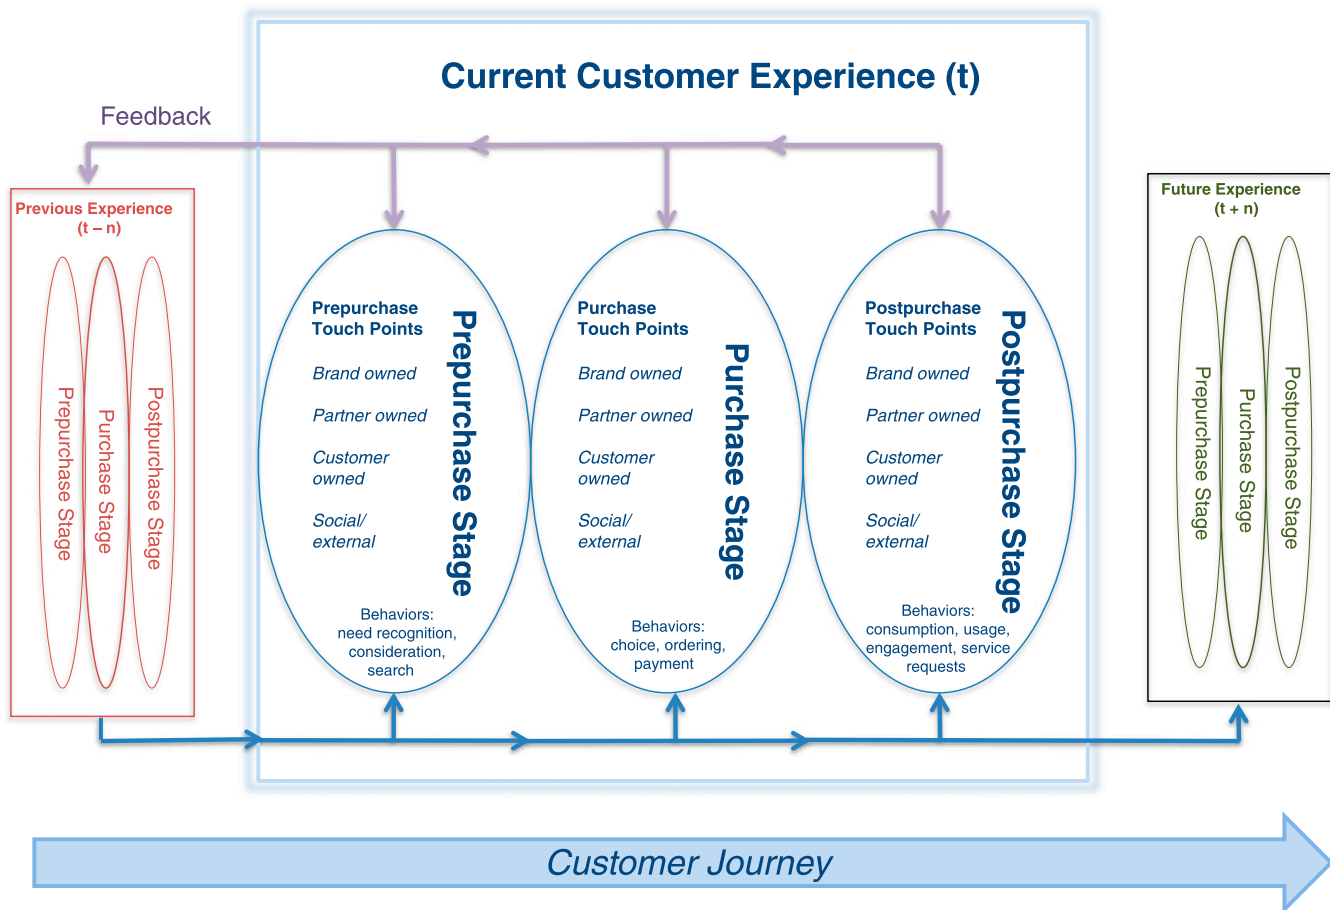 Current Customer Experience (t)
Feedback
Previous Experience
(t – n)
Prepurchase Stage
Purchase Stage
Postpurchase Stage
Prepurchase
Touch Points
Brand owned
Partner owned
Customer
owned
Social/
external
Prepurchase Stage
Behaviors:
need recognition,
consideration,
search
Purchase
Touch Points
Brand owned
Partner owned
Customer
owned
Social/
external
Purchase Stage
Behaviors:
choice, ordering,
payment
Postpurchase
Touch Points
Brand owned
Partner owned
Customer
owned
Social/
external
Postpurchase Stage
Behaviors:
consumption, usage,
engagement, service
requests
Future Experience
(t + n)
Prepurchase Stage
Purchase Stage
Postpurchase Stage
Customer Journey